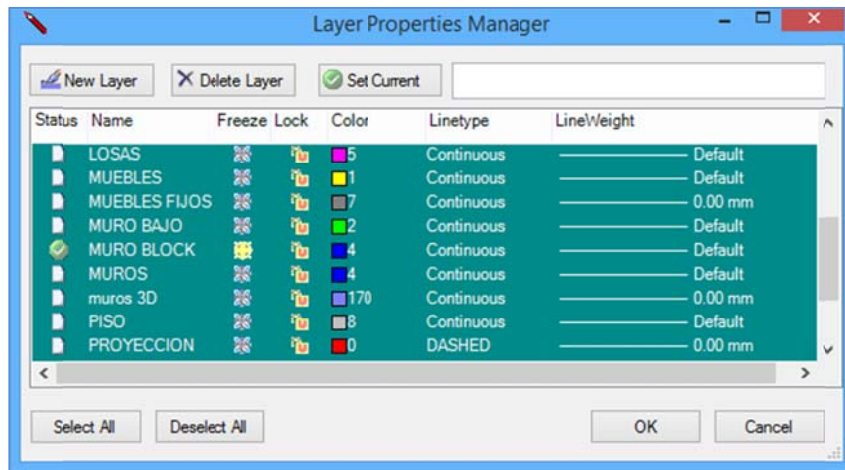 Layer Properties Manager
New Layer Delete Layer Set Current
Status Name Freeze Lock Color Linetype LineWeight
LOSAS 5 Continuous Default
MUEBLES 1 Continuous Default
MUEBLES FIJOS 7 Continuous 0.00 mm
MURO BAJO 2 Continuous Default
MURO BLOCK 4 Continuous Default
MUROS 4 Continuous Default
muros 3D 170 Continuous 0.00 mm
PISO 8 Continuous Default
PROYECCION 0 DASHED 0.00 mm
Select All Deselect All OK Cancel